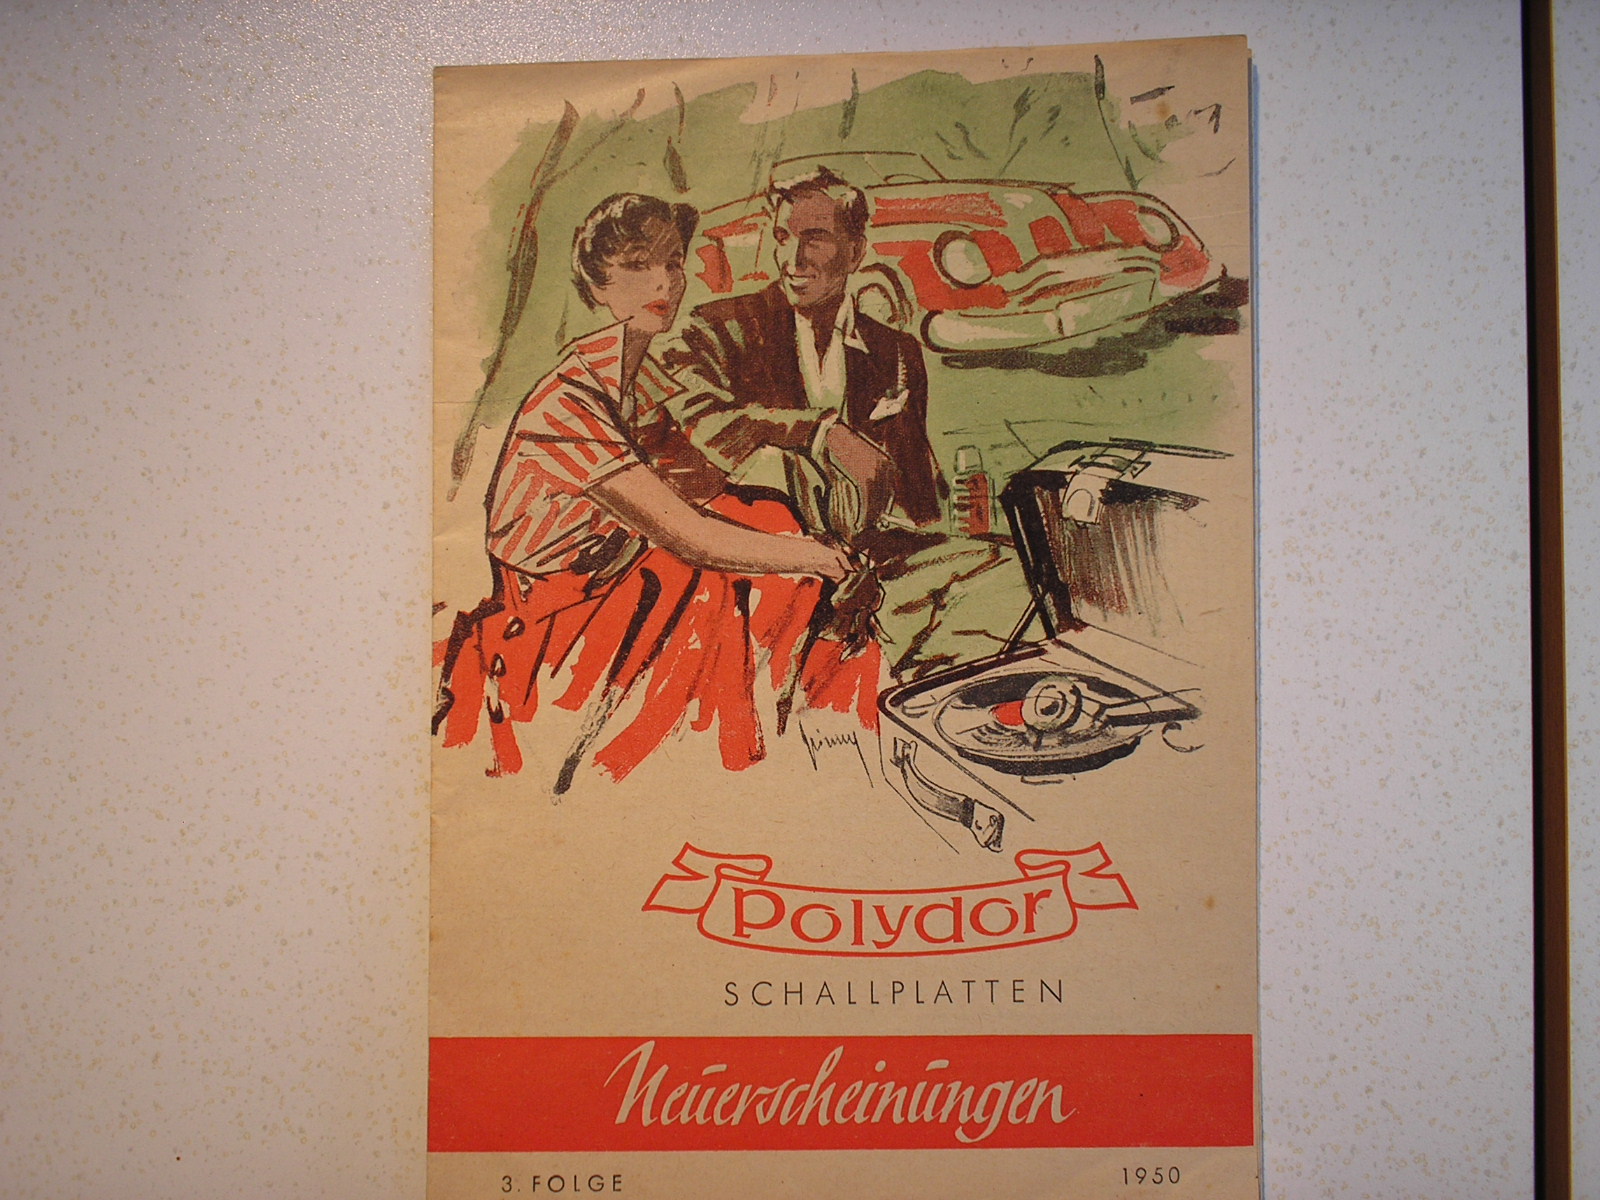 Polydor
SCHALLPLATTEN
Neuerscheinungen
3. FOLGE
1950